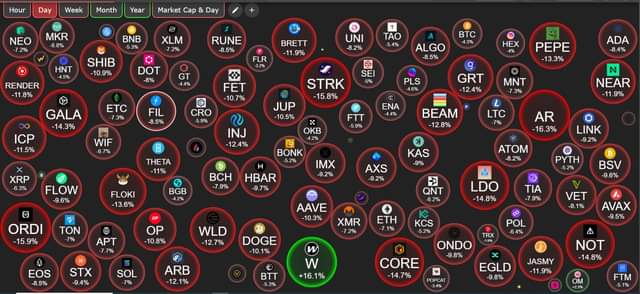 Hour
Day
Week
Month
Year
Market Cap & Day
NEO
-7.2%
MKR
-6.8%
BNB
-5.3%
XLM
-7.2%
RUNE
-8.5%
BRETT
-11.9%
UNI
-8.2%
TAO
-5.4%
ALGO
-8.5%
BTC
-4.5%
HEX
-4%
PEPE
-13.3%
ADA
-8.4%
HNT
-4.5%
SHIB
-10.9%
DOT
-8%
FLR
-3.2%
RENDER
-11.8%
GT
-4.4%
FET
-10.7%
STRK
-15.8%
SEI
-5%
PLS
-4.6%
GRT
-12.4%
MNT
-7.3%
NEAR
-11.9%
GALA
-14.3%
ETC
-7.3%
FIL
-8.5%
CRO
-5.9%
JUP
-10.5%
FTT
-5.9%
ENA
-4.4%
BEAM
-12.8%
LTC
-7%
AR
-16.3%
LINK
-9.2%
ICP
-11.5%
WIF
-9.7%
INJ
-12.4%
OKB
-4.2%
THETA
-11%
BONK
-5.2%
IMX
-9.2%
KAS
-9%
ATOM
-8.2%
PYTH
-5.2%
BSV
-9.6%
XRP
-6.3%
FLOW
-9.6%
FLOKI
-13.6%
BGB
-4.2%
BCH
-7.9%
HBAR
-9.7%
AXS
-9.2%
QNT
-6.2%
LDO
-14.8%
TIA
-7.9%
VET
-9.1%
AVAX
-9.5%
ORDI
-15.9%
TON
-7%
APT
-7.7%
OP
-10.8%
WLD
-12.7%
DOGE
-10.1%
AAVE
-10.3%
XMR
-7.2%
ETH
-7.1%
KCS
-5.2%
ONDO
-9.8%
TRX
POL
-6.4%
NOT
-14.8%
EOS
-8.5%
STX
-9.4%
SOL
-7%
ARB
-12.1%
BTT
-5.3%
W
+16.1%
CORE
-14.7%
POPCAT
-3.4%
EGLD
-9.8%
JASMY
-11.9%
OM
FTM
-5.1%